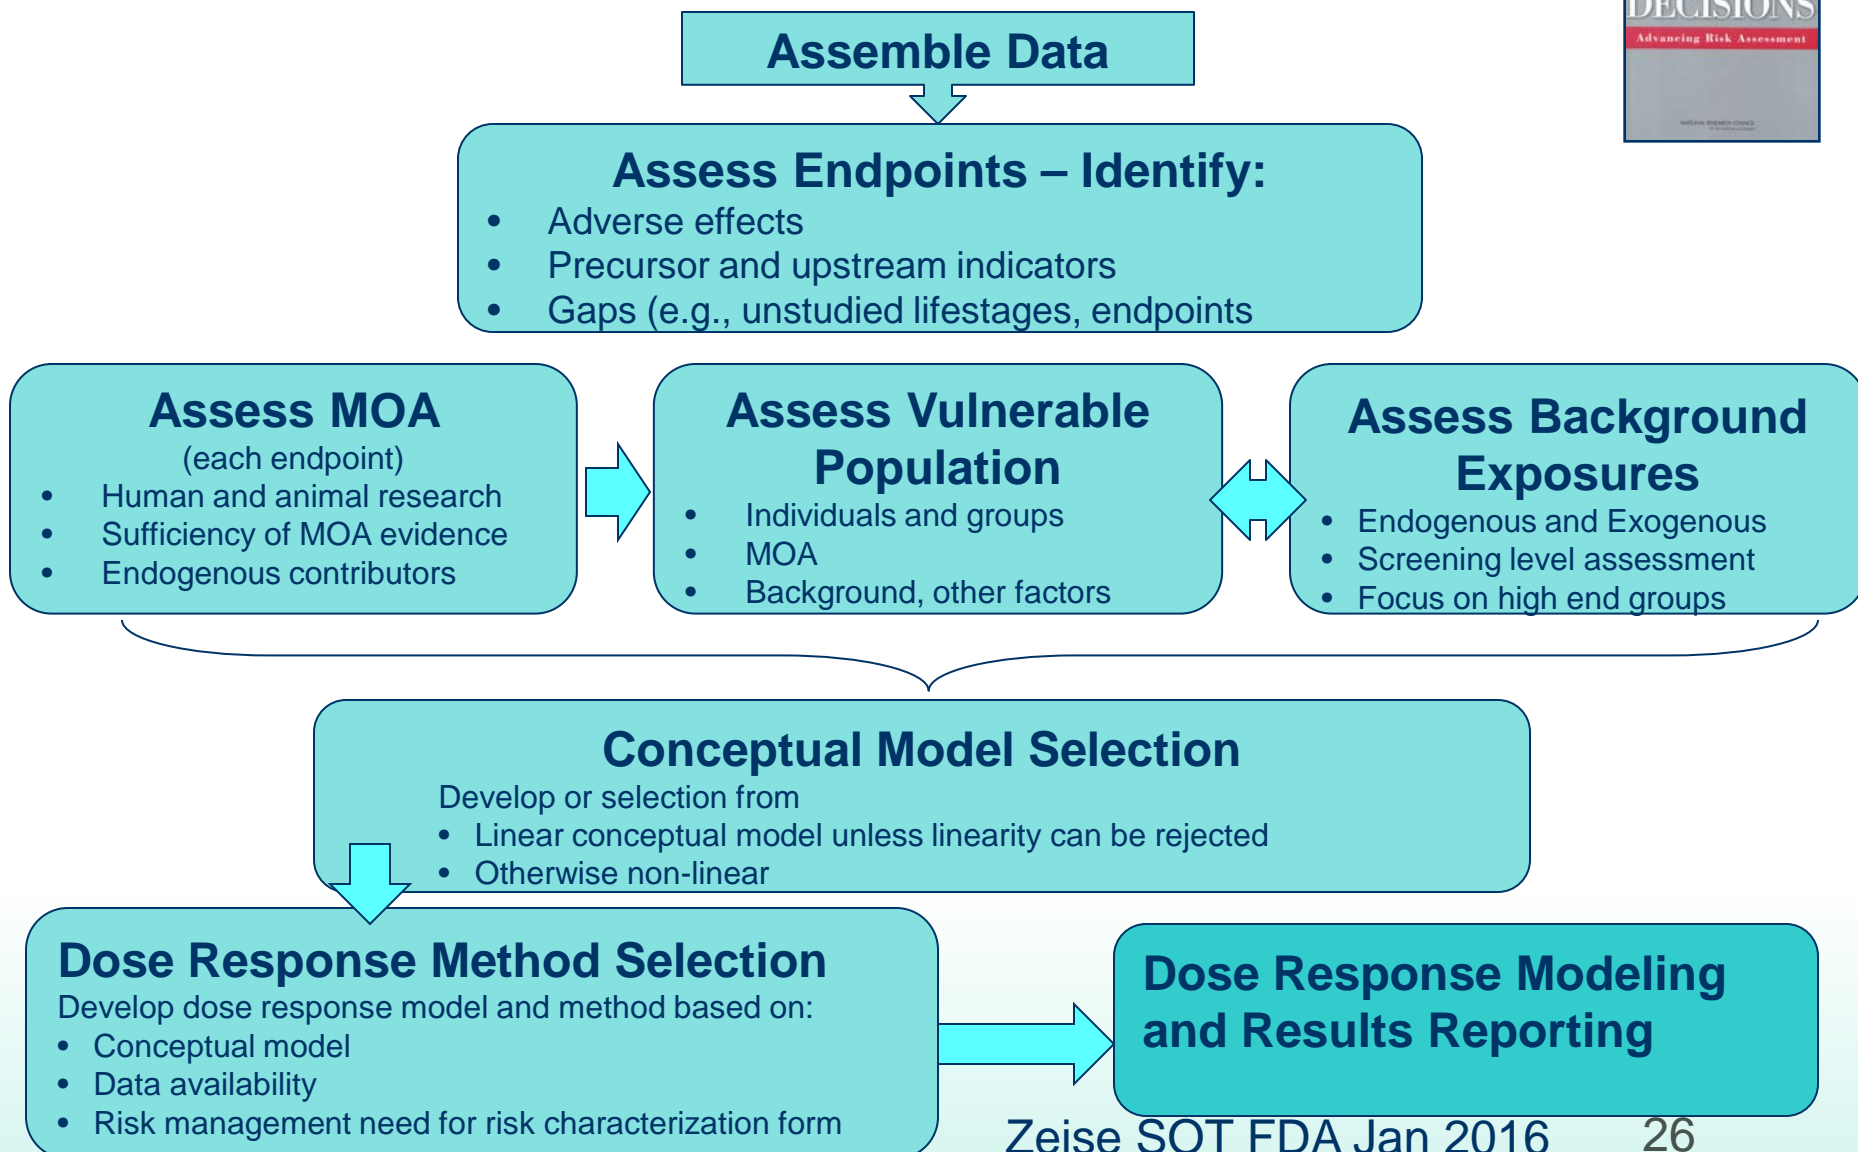 DECISIONS
Advancing Risk Assessment
NATIONAL RESEARCH COUNCIL
Assemble Data
Assess Endpoints – Identify:
• Adverse effects
• Precursor and upstream indicators
• Gaps (e.g., unstudied lifestages, endpoints
Assess MOA
(each endpoint)
• Human and animal research
• Sufficiency of MOA evidence
• Endogenous contributors
Assess Vulnerable
Population
• Individuals and groups
• MOA
• Background, other factors
Assess Background
Exposures
• Endogenous and Exogenous
• Screening level assessment
• Focus on high end groups
Conceptual Model Selection
Develop or selection from
• Linear conceptual model unless linearity can be rejected
• Otherwise non-linear
Dose Response Method Selection
Develop dose response model and method based on:
• Conceptual model
• Data availability
• Risk management need for risk characterization form
Dose Response Modeling
and Results Reporting
Zeise SOT FDA Jan 2016 26